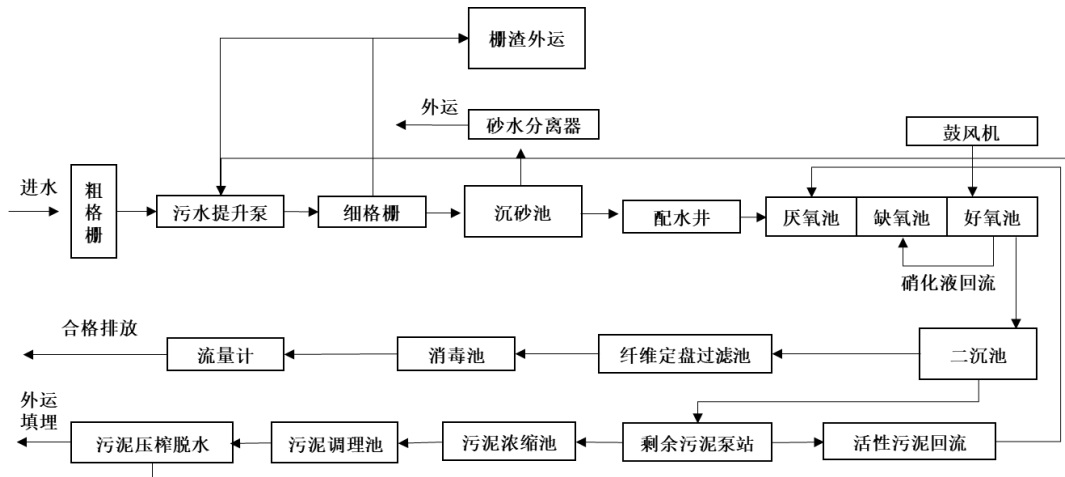 栅渣外运
外运
砂水分离器
鼓风机
进水
粗格栅
污水提升泵
细格栅
沉砂池
配水井
厌氧池
缺氧池
好氧池
硝化液回流
合格排放
流量计
消毒池
纤维定盘过滤池
二沉池
外运
填埋
污泥压榨脱水
污泥调理池
污泥浓缩池
剩余污泥泵站
活性污泥回流